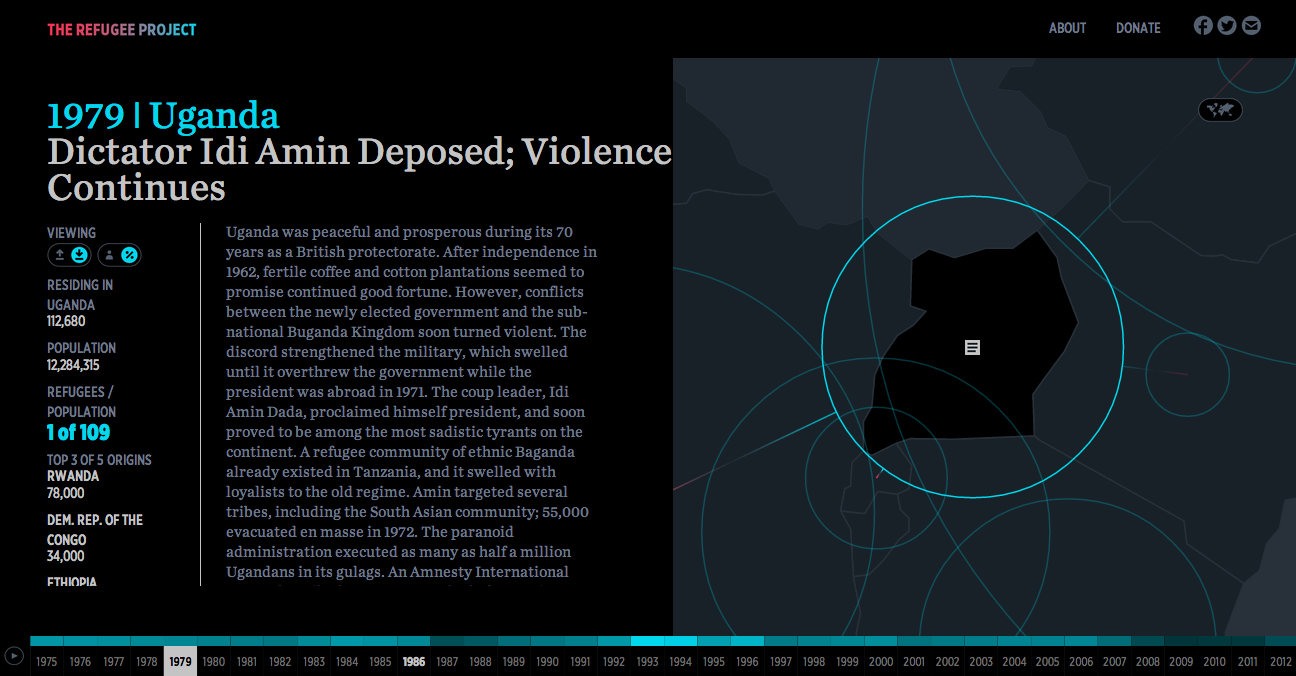 THE REFUGEE PROJECT
ABOUT
DONATE
1979 | Uganda
Dictator Idi Amin Deposed; Violence
Continues
VIEWING
RESIDING IN
UGANDA
112,680
POPULATION
12,284,315
REFUGEES /
POPULATION
1 of 109
TOP 3 OF 5 ORIGINS
RWANDA
78,000
DEM. REP. OF THE
CONGO
34,000
ETHIOPIA
Uganda was peaceful and prosperous during its 70
years as a British protectorate. After independence in
1962, fertile coffee and cotton plantations seemed to
promise continued good fortune. However, conflicts
between the newly elected government and the sub-
national Buganda Kingdom soon turned violent. The
discord strengthened the military, which swelled
until it overthrew the government while the
president was abroad in 1971. The coup leader, Idi
Amin Dada, proclaimed himself president, and soon
proved to be among the most sadistic tyrants on the
continent. A refugee community of ethnic Baganda
already existed in Tanzania, and it swelled with
loyalists to the old regime. Amin targeted several
tribes, including the South Asian community; 55,000
evacuated en masse in 1972. The paranoid
administration executed as many as half a million
Ugandans in its gulags. An Amnesty International
1975 1976 1977 1978 1979 1980 1981 1982 1983 1984 1985 1986 1987 1988 1989 1990 1991 1992 1993 1994 1995 1996 1997 1998 1999 2000 2001 2002 2003 2004 2005 2006 2007 2008 2009 2010 2011 2012